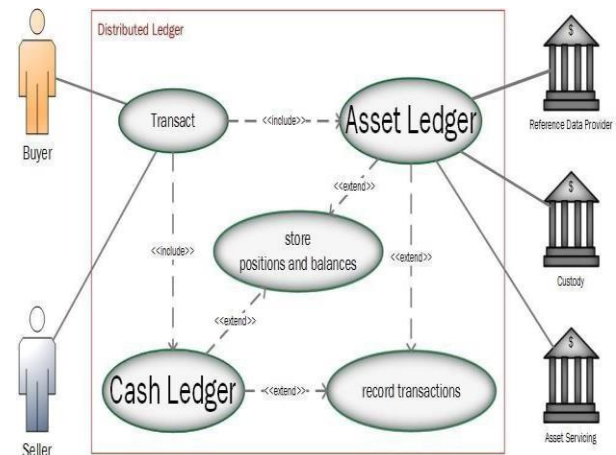 Distributed Ledger
Buyer
Transact
<<include>>
Asset Ledger
$
Reference Data Provider
<<extend>>
<<include>>
store
positions and balances
<<extend>>
$
Custody
<<extend>>
Cash Ledger
<<extend>>
record transactions
Seller
$
Asset Servicing